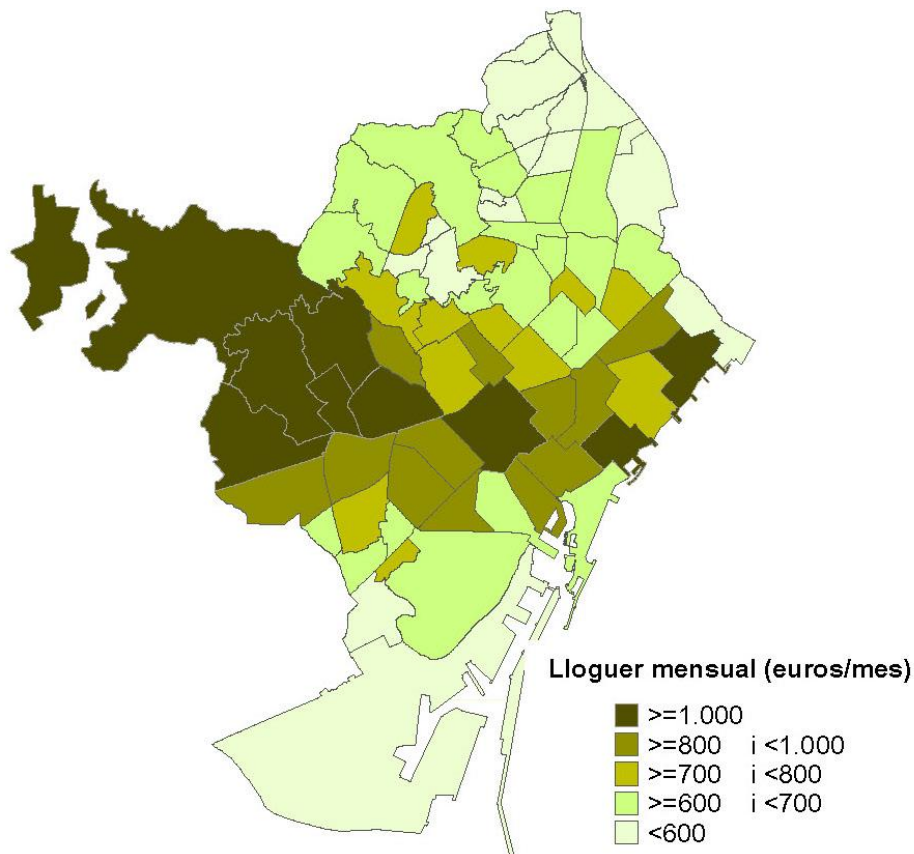 Lloguer mensual (euros/mes)
>=1.000
>=800 i <1.000
>=700 i <800
>=600 i <700
<600